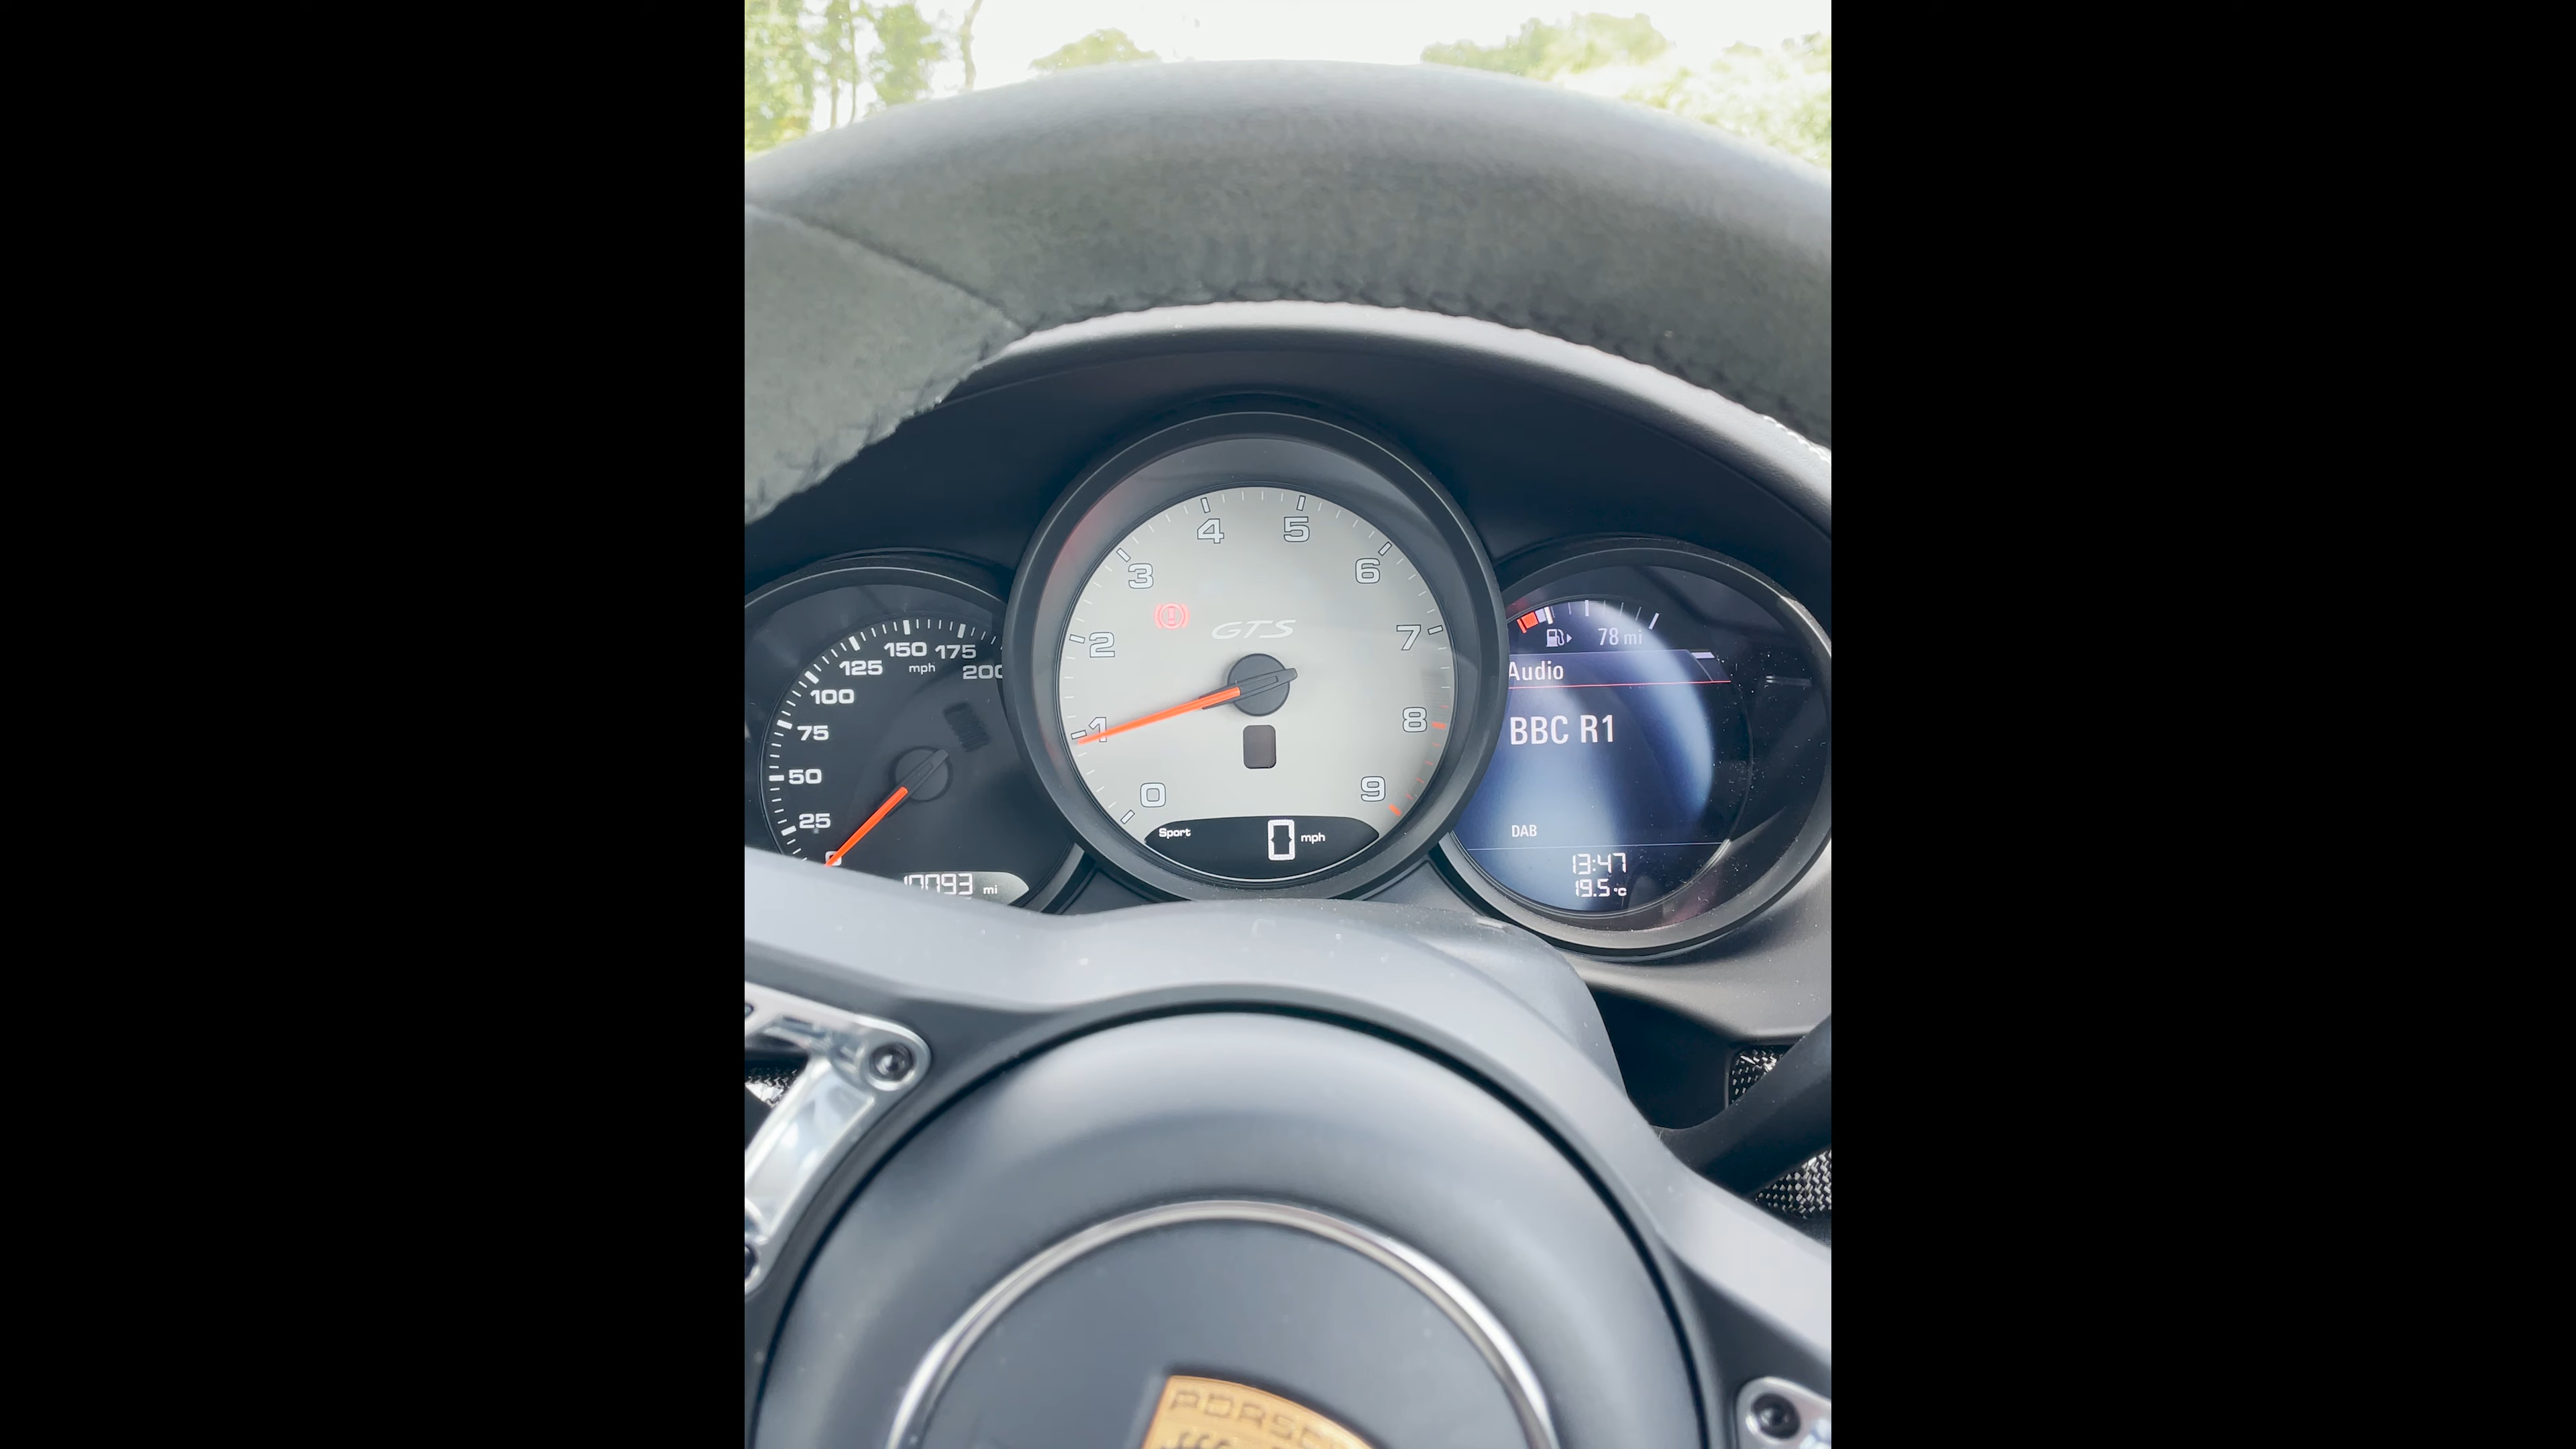 4 5
3 6
2 GTS 7
1 8
0 9
Sport 0 mph
150 175
125 mph 200
100
75
50
25
0
mi
78 mi
Audio
BBC R1
DAB
13:47
19.5°C